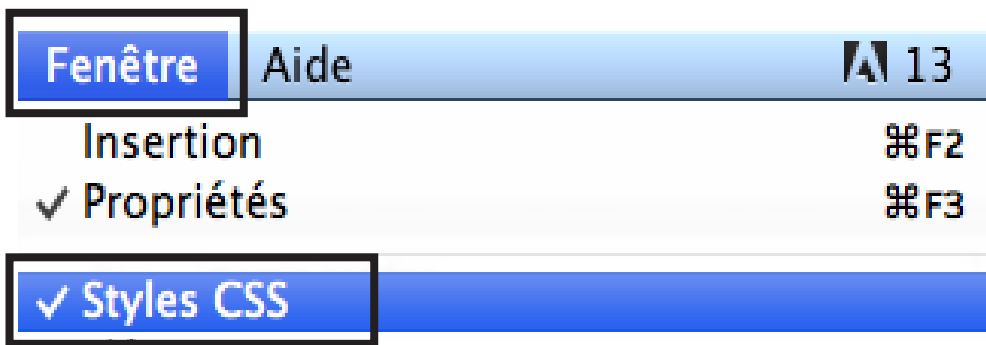 Fenêtre Aide 13
Insertion ⌘F2
✓ Propriétés ⌘F3
✓ Styles CSS